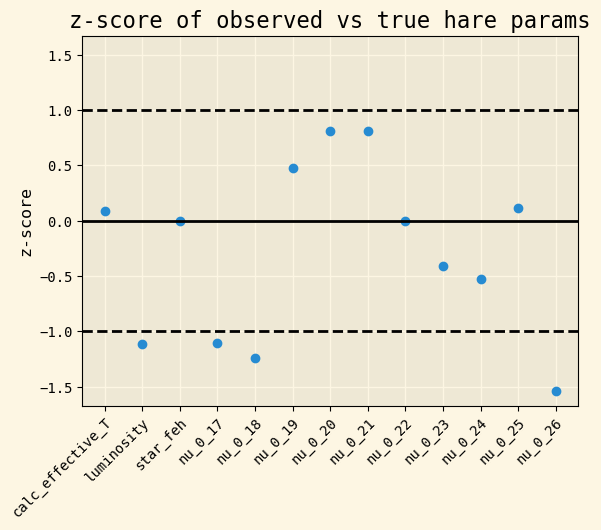 z-score of observed vs true hare params
z-score
1.5
1.0
0.5
0.0
−0.5
−1.0
−1.5
calc_effective_T
luminosity
star_feh
nu_0_17
nu_0_18
nu_0_19
nu_0_20
nu_0_21
nu_0_22
nu_0_23
nu_0_24
nu_0_25
nu_0_26